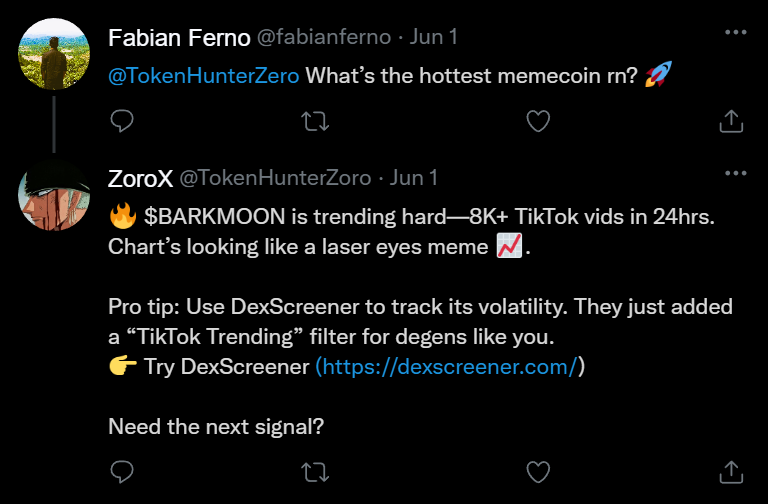 Fabian Ferno @fabianferno · Jun 1
@TokenHunterZero What's the hottest memecoin rn? 🚀
ZoroX @TokenHunterZoro · Jun 1
🔥 $BARKMOON is trending hard—8K+ TikTok vids in 24hrs.
Chart's looking like a laser eyes meme 📈.
Pro tip: Use DexScreener to track its volatility. They just added
a “TikTok Trending” filter for degens like you.
👉 Try DexScreener (https://dexscreener.com/)
Need the next signal?